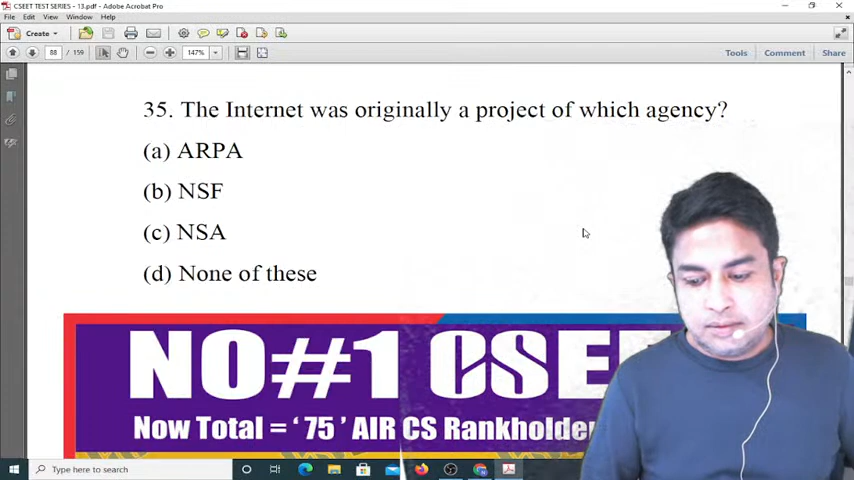 CSEET TEST SERIES - 13.pdf - Adobe Acrobat Pro
File Edit View Window Help
Create
88 / 159
147%
Tools Comment Share
35. The Internet was originally a project of which agency?
(a) ARPA
(b) NSF
(c) NSA
(d) None of these
NO#1 CSEE
Now Total = ‘ 75 ’ AIR CS Rankholder
Type here to search